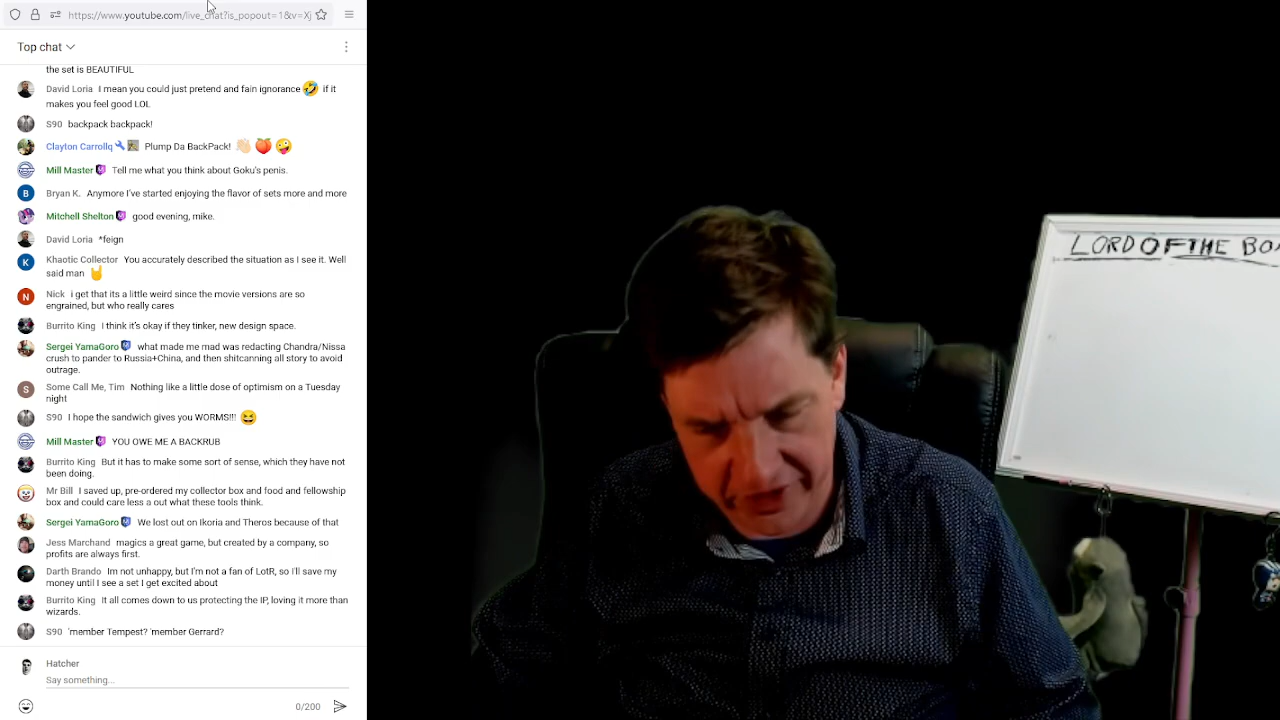 https://www.youtube.com/live_chat?is_popout=1&v=Xj
Top chat
the set is BEAUTIFUL
David Loria I mean you could just pretend and fain ignorance 🤣 if it
makes you feel good LOL
S90 backpack backpack!
Clayton Carrollq Plump Da BackPack! 👏🏻 🍑 🤪
Mill Master Tell me what you think about Goku's penis.
B Bryan K. Anymore I've started enjoying the flavor of sets more and more
Mitchell Shelton good evening, mike.
David Loria *feign
K Khaotic Collector You accurately described the situation as I see it. Well
said man 🤘
N Nick i get that its a little weird since the movie versions are so
engrained, but who really cares
Burrito King I think it's okay if they tinker, new design space.
Sergei YamaGoro what made me mad was redacting Chandra/Nissa
crush to pander to Russia+China, and then shitcanning all story to avoid
outrage.
S Some Call Me, Tim Nothing like a little dose of optimism on a Tuesday
night
S90 I hope the sandwich gives you WORMS!!! 😆
Mill Master YOU OWE ME A BACKRUB
Burrito King But it has to make some sort of sense, which they have not
been doing.
Mr Bill I saved up, pre-ordered my collector box and food and fellowship
box and could care less a out what these tools think.
Sergei YamaGoro We lost out on Ikoria and Theros because of that
Jess Marchand magics a great game, but created by a company, so
profits are always first.
Darth Brando Im not unhappy, but I'm not a fan of LotR, so I'll save my
money until I see a set I get excited about
Burrito King It all comes down to us protecting the IP, loving it more than
wizards.
S90 'member Tempest? 'member Gerrard?
Hatcher
Say something...
0/200
LORD OF THE BO